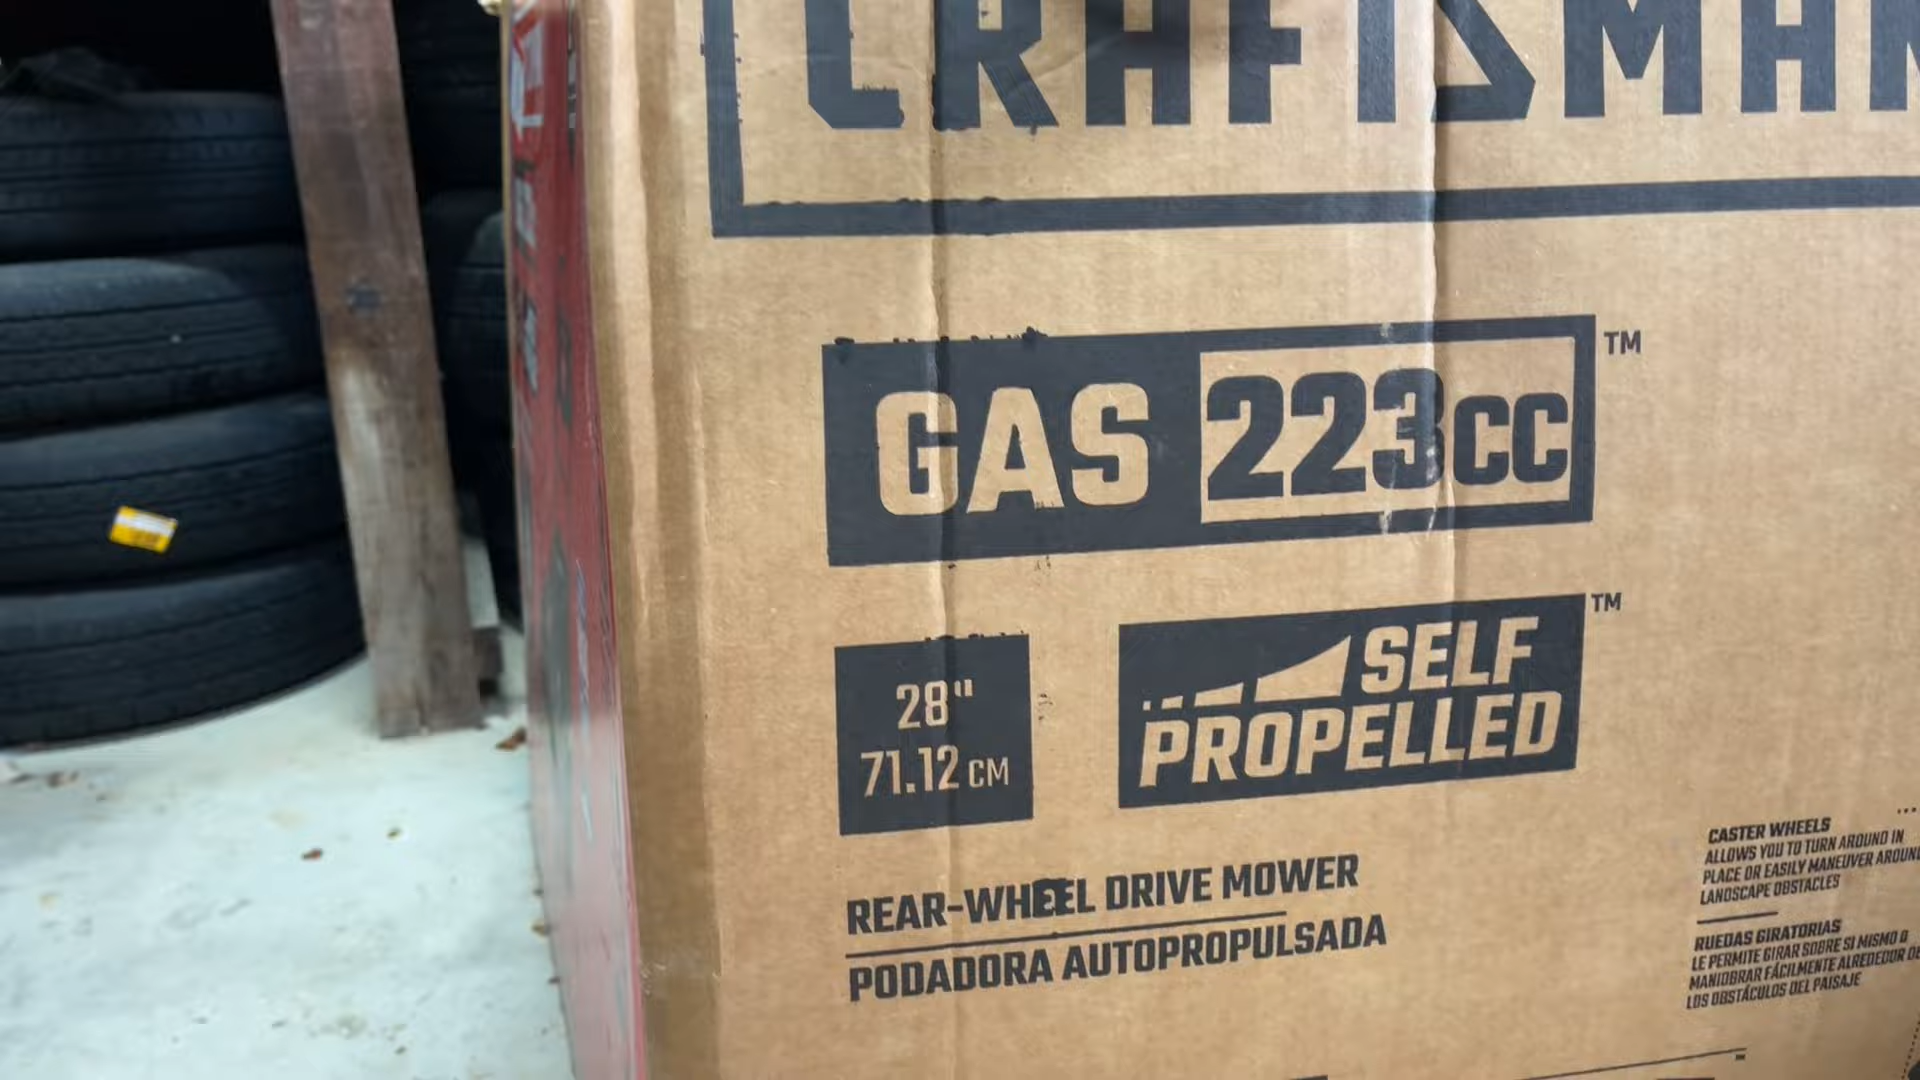 CRAFTSMAN
GAS 223CC ™
28"
71.12 CM
SELF ™
PROPELLED
REAR-WHEEL DRIVE MOWER
PODADORA AUTOPROPULSADA
CASTER WHEELS
ALLOWS YOU TO TURN AROUND IN
PLACE OR EASILY MANEUVER AROUND
LANDSCAPE OBSTACLES
RUEDAS GIRATORIAS
LE PERMITE GIRAR SOBRE SI MISMO O
MANIOBRAR FÁCILMENTE ALREDEDOR DE
LOS OBSTÁCULOS DEL PAISAJE